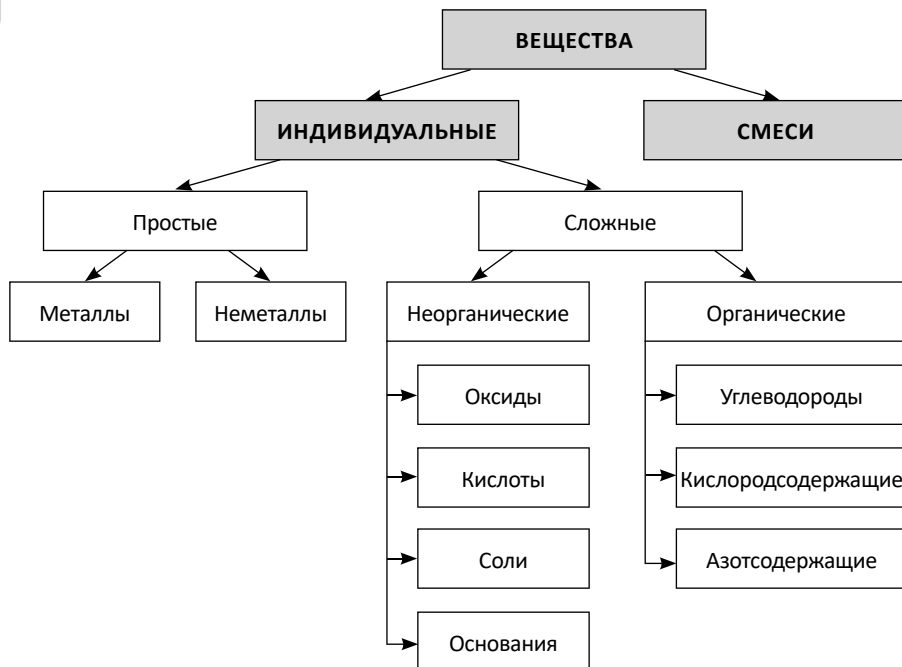 ВЕЩЕСТВА
ИНДИВИДУАЛЬНЫЕ
СМЕСИ
Простые
Сложные
Металлы
Неметаллы
Неорганические
Органические
Оксиды
Углеводороды
Кислоты
Кислородсодержащие
Соли
Азотсодержащие
Основания